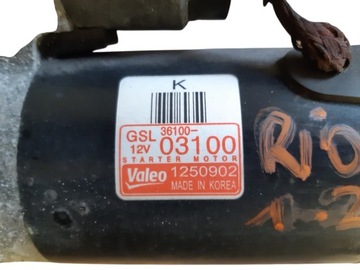 K
GSL 36100-
12V 03100
STARTER MOTOR
Valeo 1250902
MADE IN KOREA
RiO
1.2